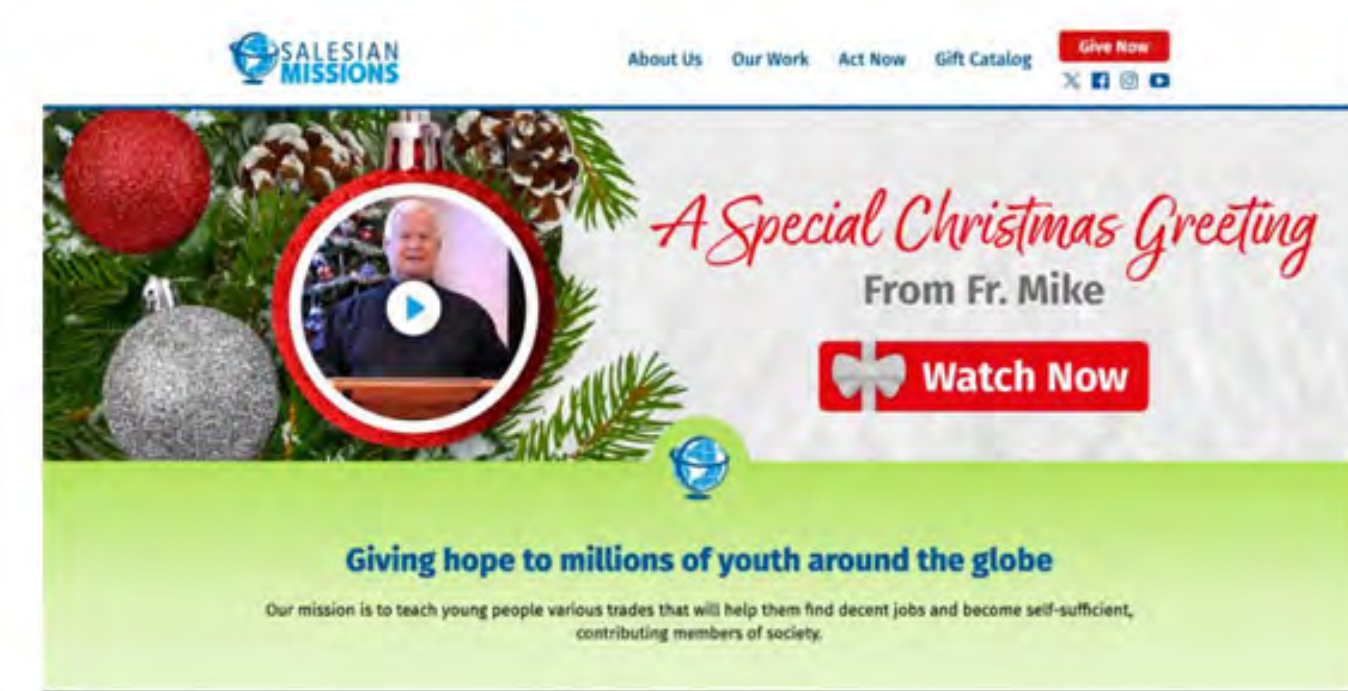 SALESIAN
MISSIONS
About Us Our Work Act Now Gift Catalog
Give Now
A Special Christmas Greeting
From Fr. Mike
Watch Now
Giving hope to millions of youth around the globe
Our mission is to teach young people various trades that will help them find decent jobs and become self-sufficient,
contributing members of society.